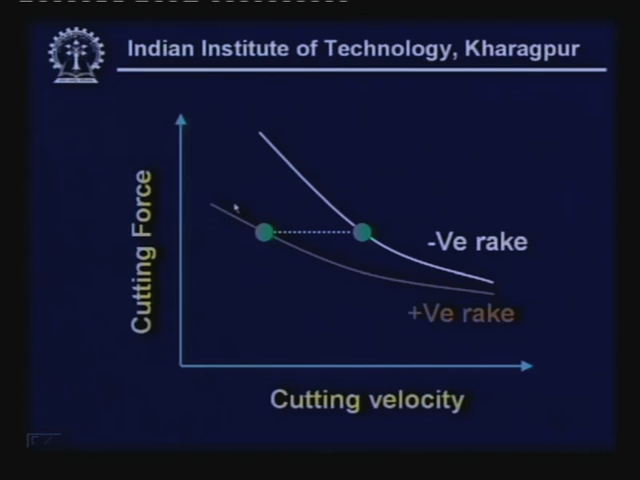 Indian Institute of Technology, Kharagpur
Cutting Force
-Ve rake
+Ve rake
Cutting velocity